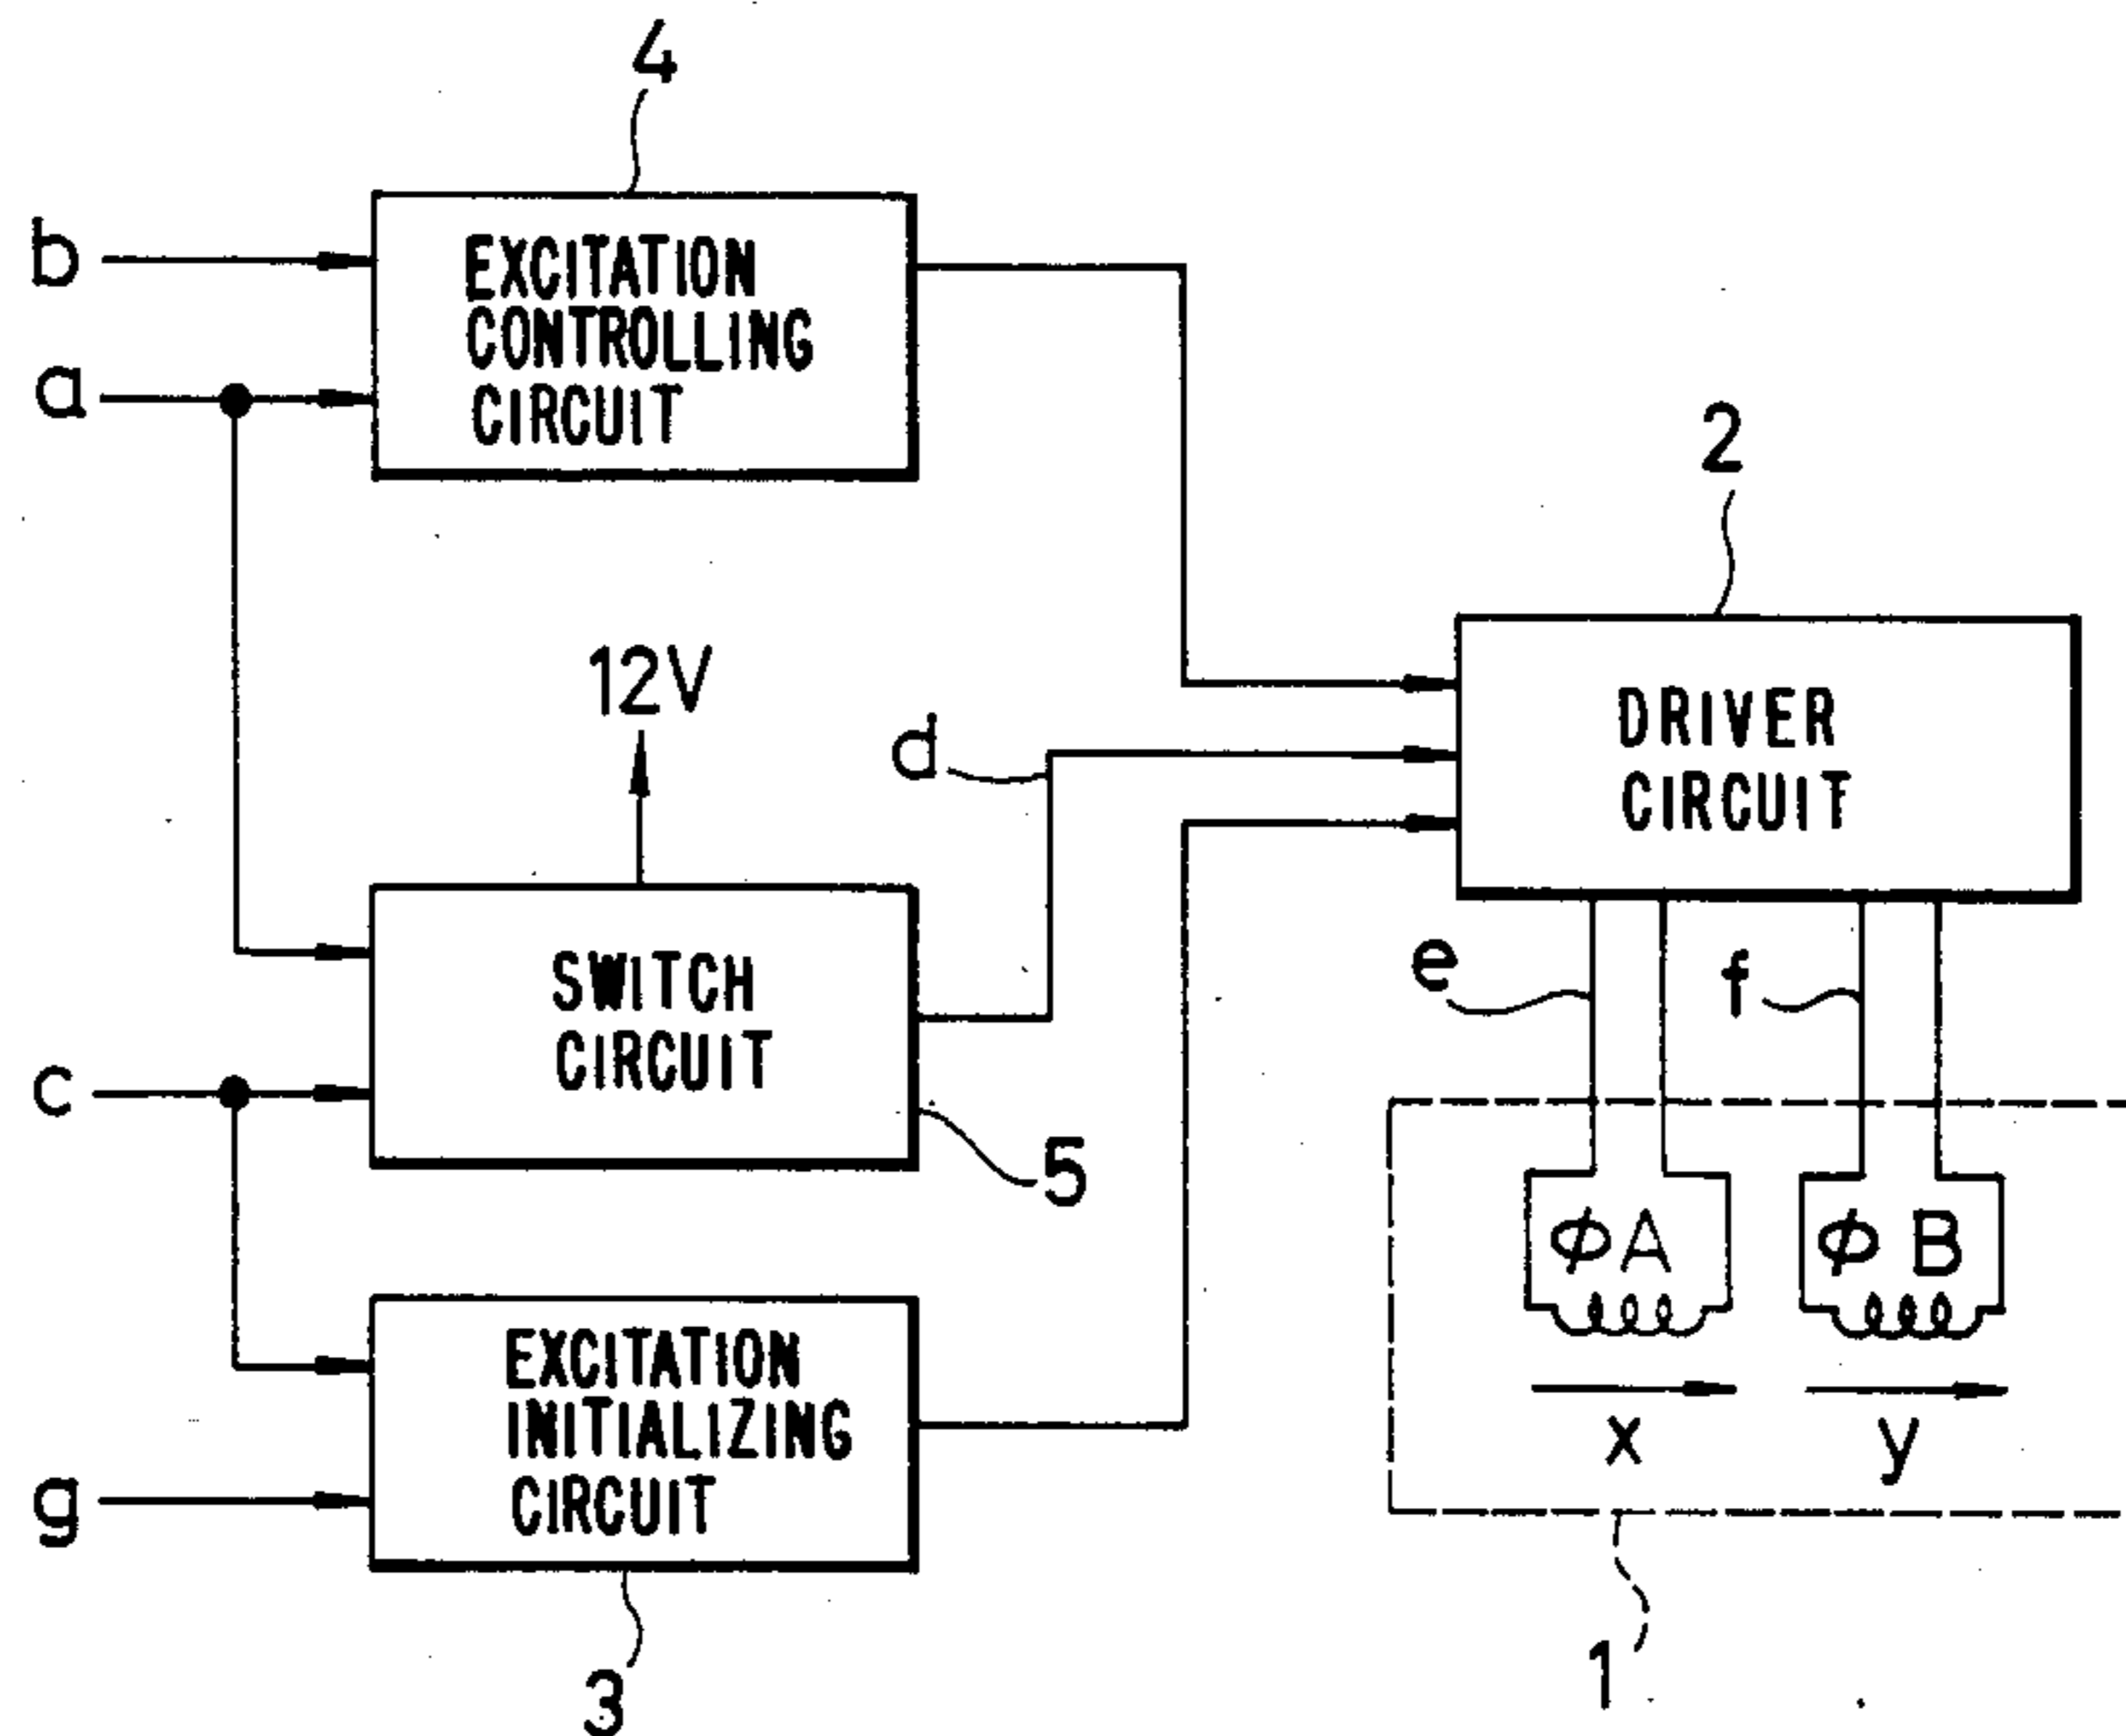 4
b
EXCITATION
CONTROLLING
CIRCUIT
a
2
12V
d
DRIVER
CIRCUIT
SWITCH
CIRCUIT
e
f
c
5
φA
φB
EXCITATION
INITIALIZING
CIRCUIT
x
y
g
3
1